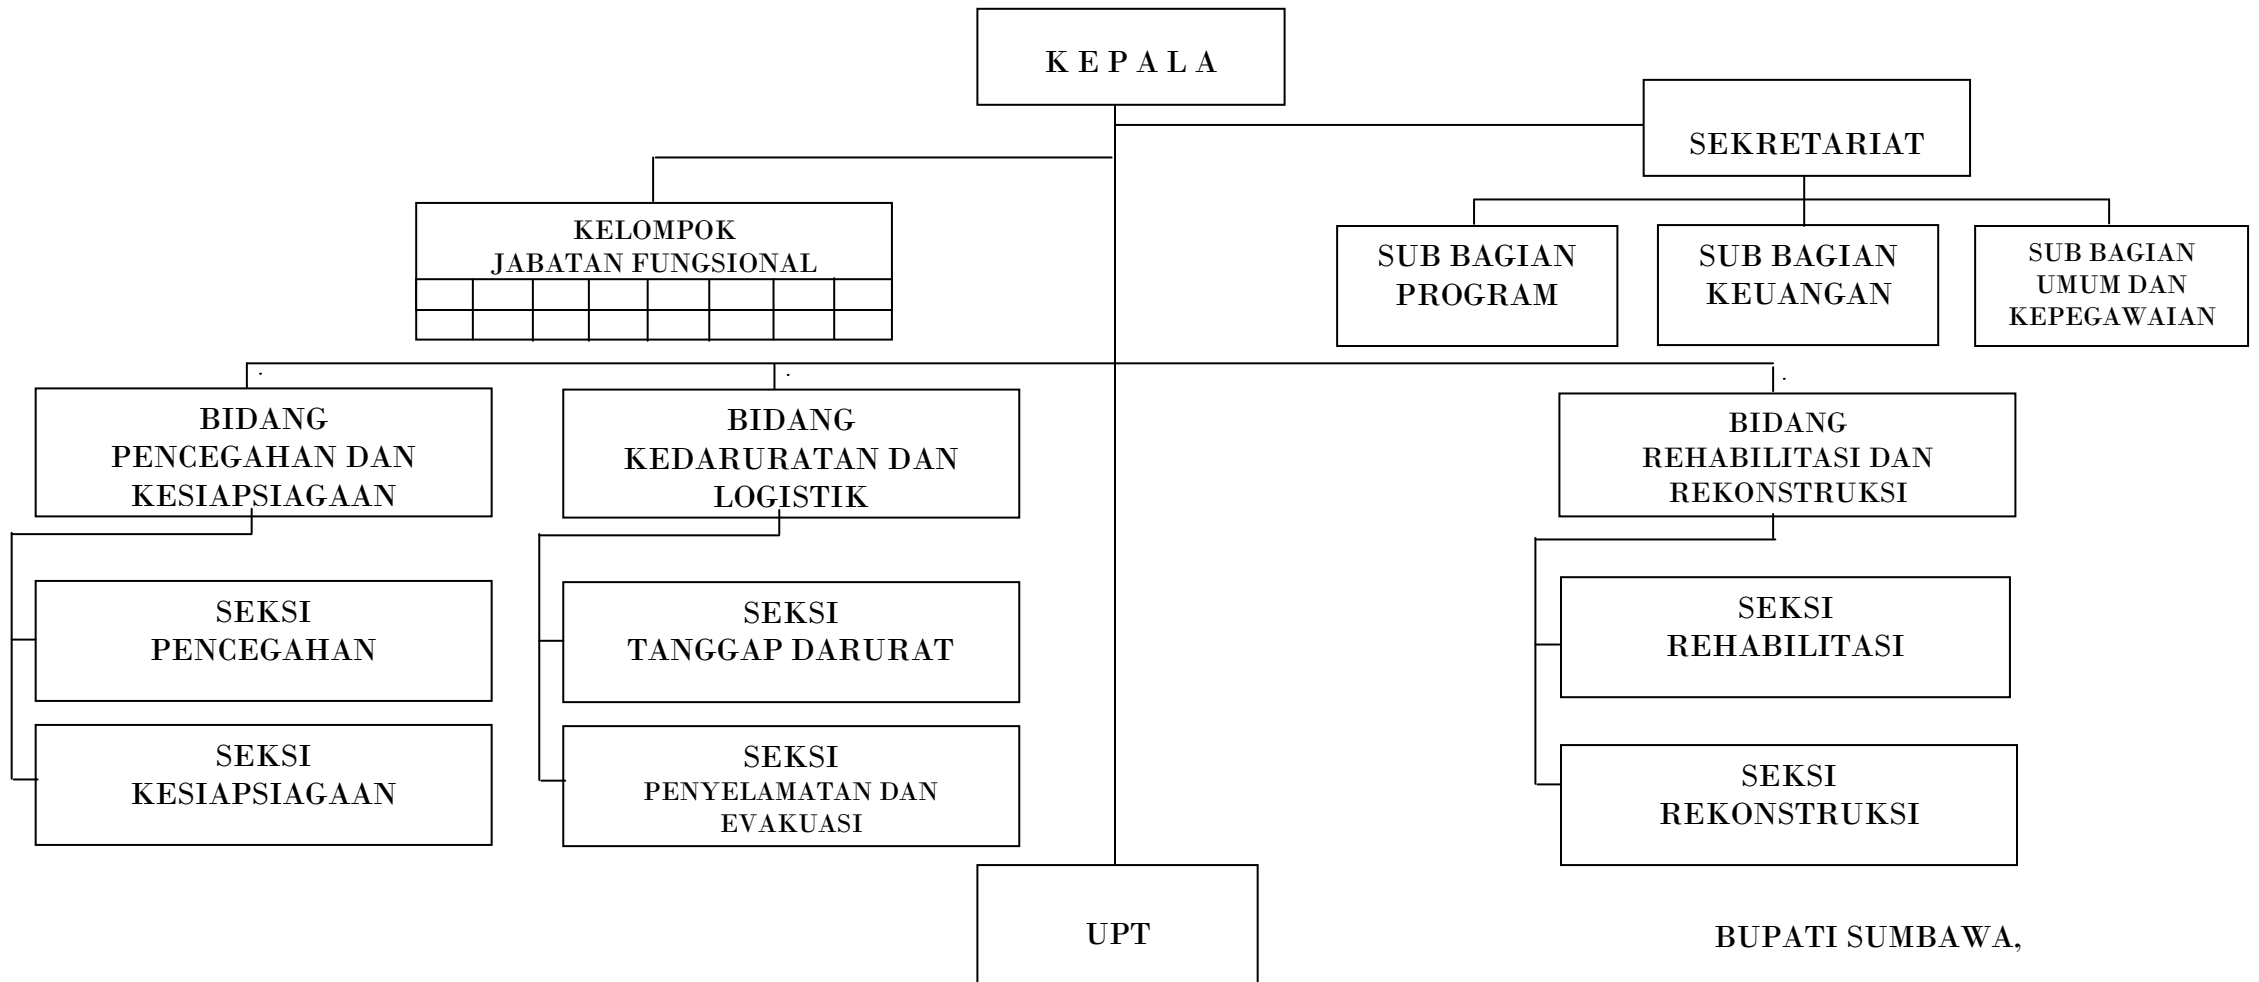 K E P A L A
SEKRETARIAT
KELOMPOK
JABATAN FUNGSIONAL
SUB BAGIAN
PROGRAM
SUB BAGIAN
KEUANGAN
SUB BAGIAN
UMUM DAN
KEPEGAWAIAN
BIDANG
PENCEGAHAN DAN
KESIAPSIAGAAN
BIDANG
KEDARURATAN DAN
LOGISTIK
BIDANG
REHABILITASI DAN
REKONSTRUKSI
SEKSI
PENCEGAHAN
SEKSI
TANGGAP DARURAT
SEKSI
REHABILITASI
SEKSI
KESIAPSIAGAAN
SEKSI
PENYELAMATAN DAN
EVAKUASI
SEKSI
REKONSTRUKSI
UPT
BUPATI SUMBAWA,